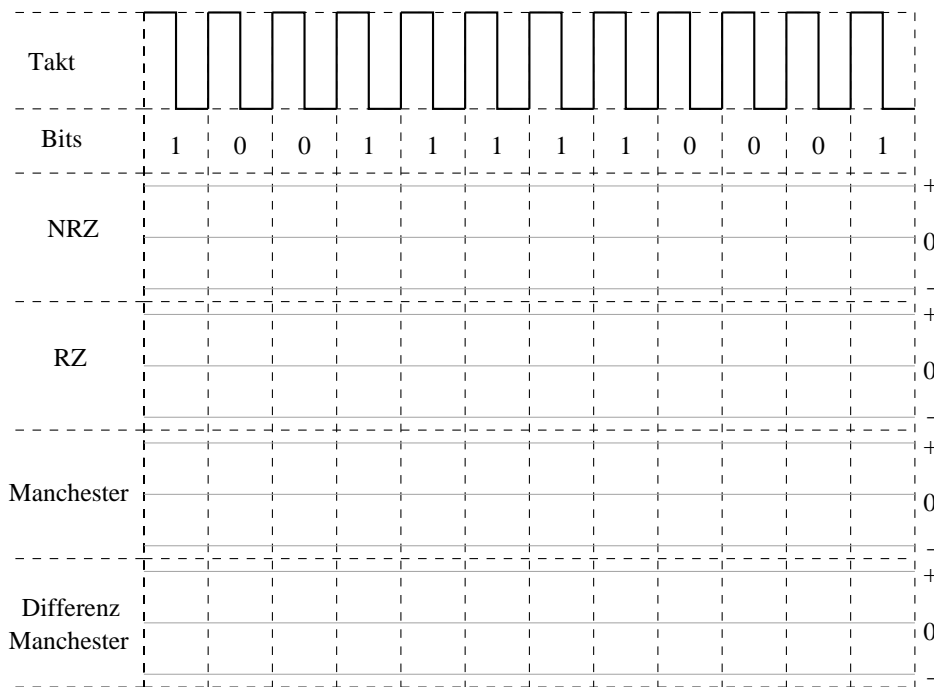 Takt
Bits 1 0 0 1 1 1 1 1 0 0 0 1
+
NRZ 0
-
+
RZ 0
-
+
Manchester 0
-
+
Differenz
Manchester 0
-